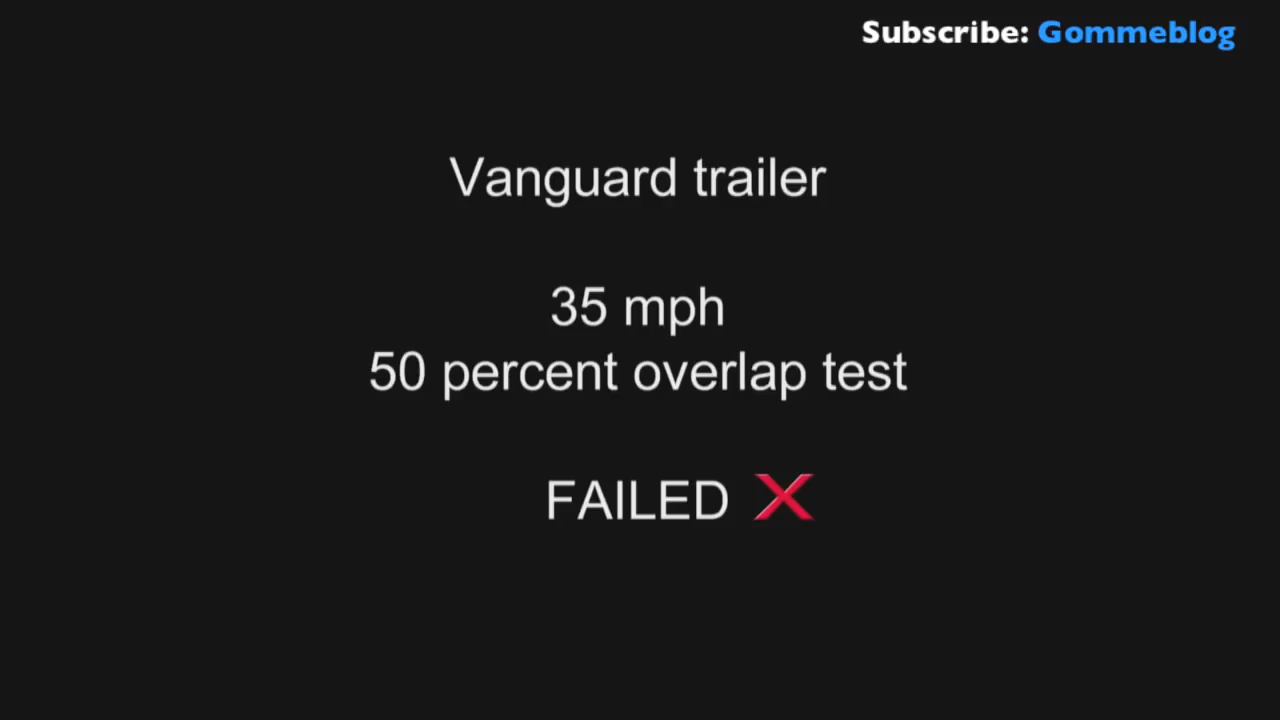 Subscribe: Gommeblog
Vanguard trailer
35 mph
50 percent overlap test
FAILED